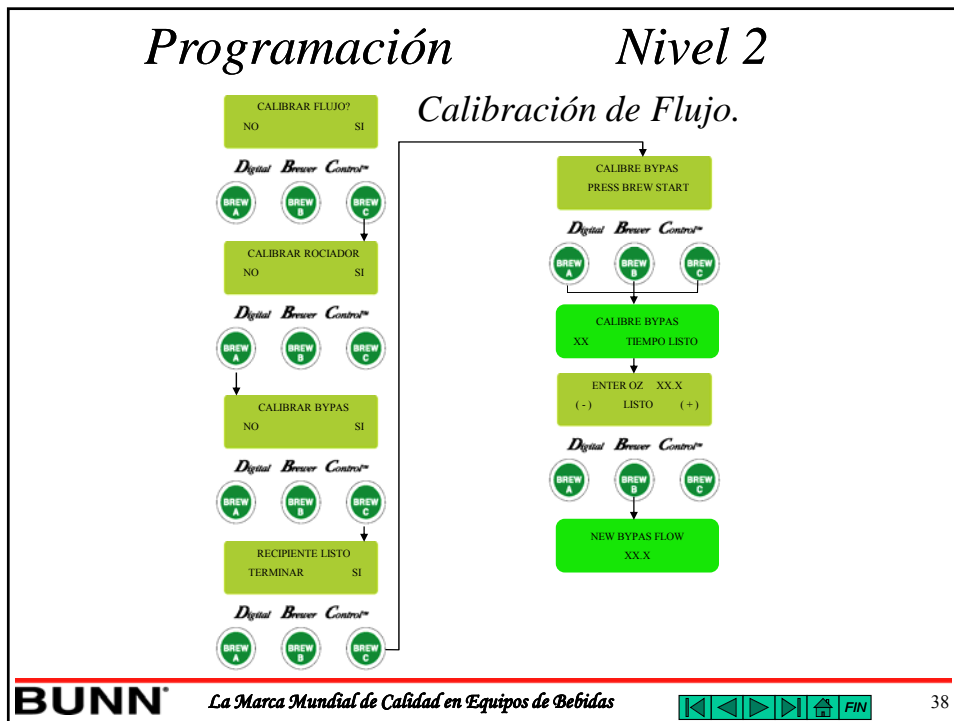 Programación Nivel 2
Calibración de Flujo.
CALIBRAR FLUJO?
NO SI
Digital Brewer Control™
BREW A BREW B BREW C
CALIBRAR ROCIADOR
NO SI
Digital Brewer Control™
BREW A BREW B BREW C
CALIBRAR BYPAS
NO SI
Digital Brewer Control™
BREW A BREW B BREW C
RECIPIENTE LISTO
TERMINAR SI
Digital Brewer Control™
BREW A BREW B BREW C
CALIBRE BYPAS
PRESS BREW START
Digital Brewer Control™
BREW A BREW B BREW C
CALIBRE BYPAS
XX TIEMPO LISTO
ENTER OZ XX.X
( - ) LISTO ( + )
Digital Brewer Control™
BREW A BREW B BREW C
NEW BYPAS FLOW
XX.X
BUNN® La Marca Mundial de Calidad en Equipos de Bebidas FIN 38